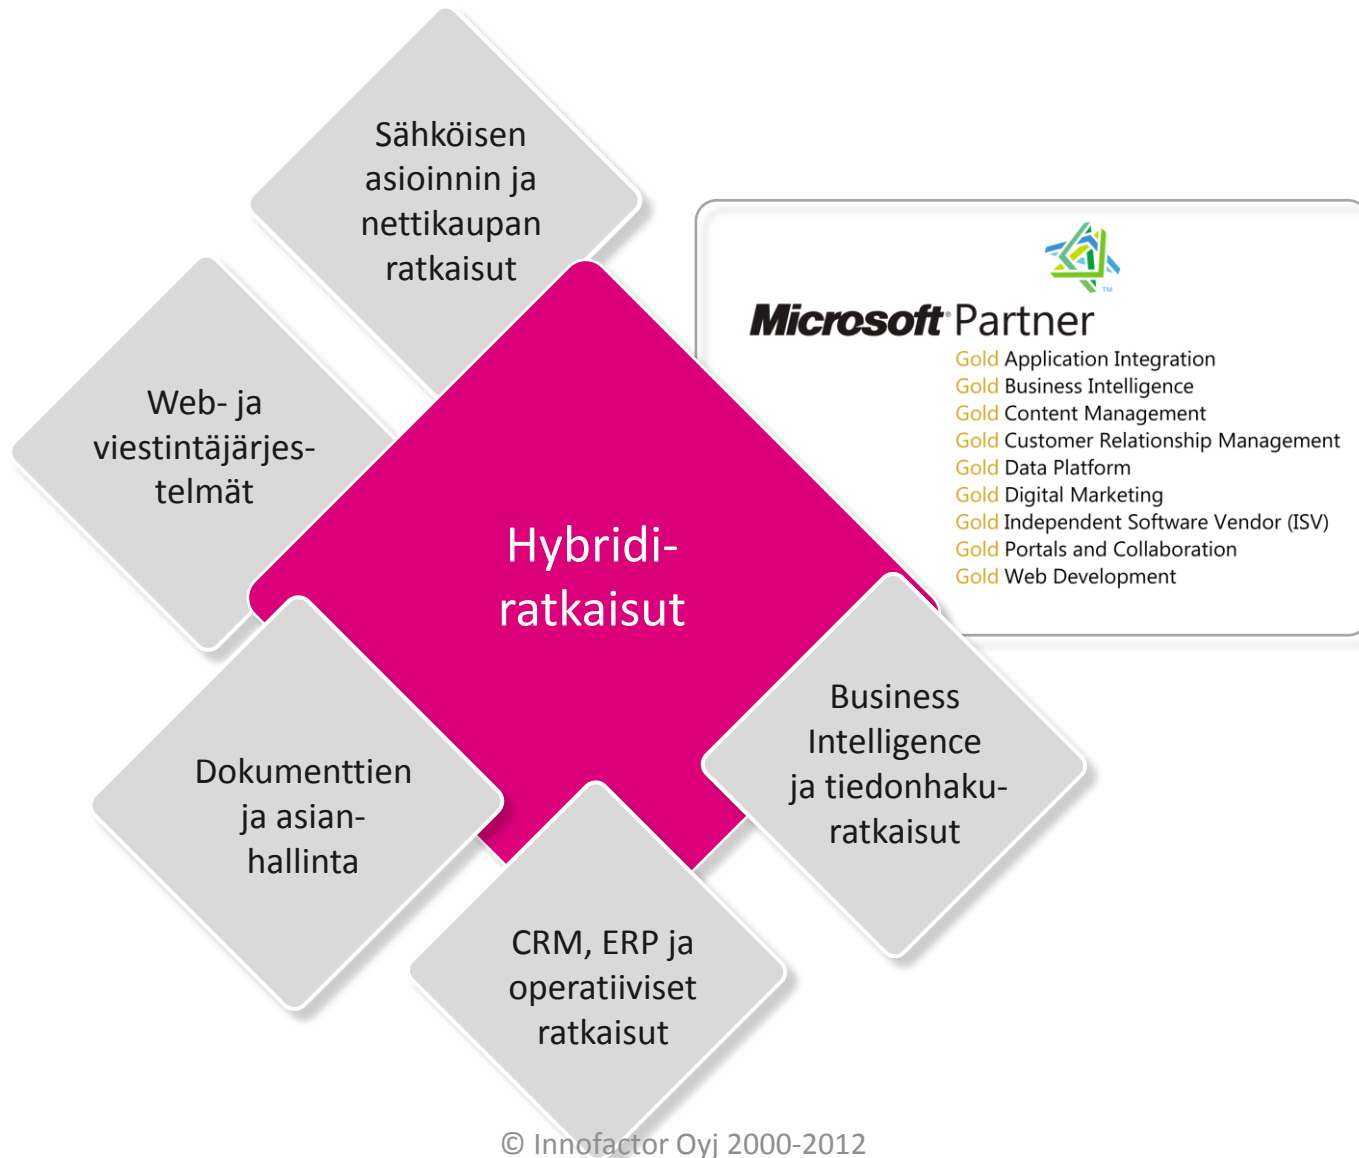 Sähköisen
asioinnin ja
nettikaupan
ratkaisut
Web- ja
viestintäjärjes-
telmät
Hybridi-
ratkaisut
Dokumenttien
ja asian-
hallinta
CRM, ERP ja
operatiiviset
ratkaisut
Business
Intelligence
ja tiedonhaku-
ratkaisut
TM
Microsoft® Partner
Gold Application Integration
Gold Business Intelligence
Gold Content Management
Gold Customer Relationship Management
Gold Data Platform
Gold Digital Marketing
Gold Independent Software Vendor (ISV)
Gold Portals and Collaboration
Gold Web Development
© Innofactor Oyj 2000-2012